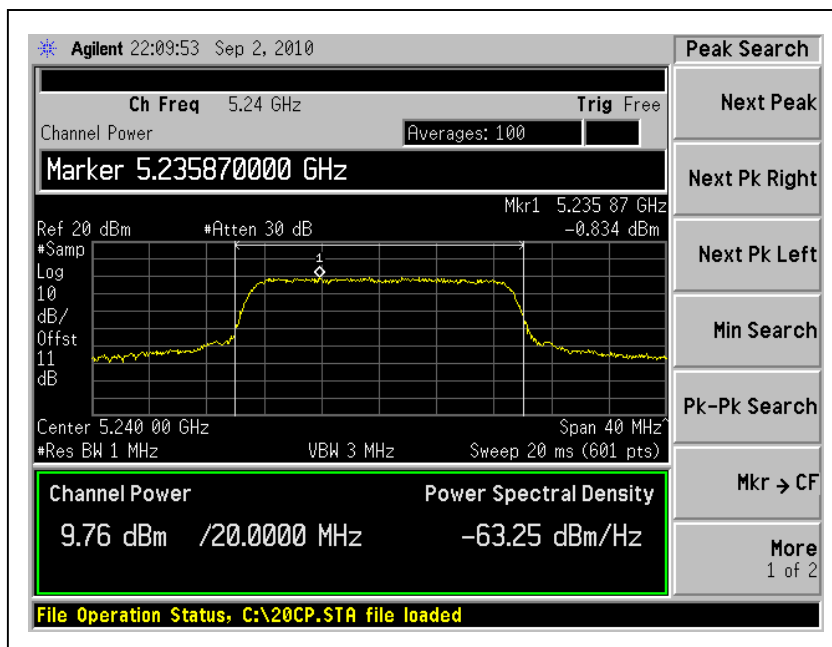 Agilent 22:09:53 Sep 2, 2010
Peak Search
Ch Freq 5.24 GHz Trig Free
Channel Power Averages: 100
Marker 5.235870000 GHz
Mkr1 5.235 87 GHz
Ref 20 dBm #Atten 30 dB -0.834 dBm
#Samp
Log
10
dB/
Offst
11
dB
1
Center 5.240 00 GHz Span 40 MHz^
#Res BW 1 MHz VBW 3 MHz Sweep 20 ms (601 pts)
Channel Power Power Spectral Density
9.76 dBm /20.0000 MHz -63.25 dBm/Hz
File Operation Status, C:\20CP.STA file loaded
Next Peak
Next Pk Right
Next Pk Left
Min Search
Pk-Pk Search
Mkr → CF
More
1 of 2